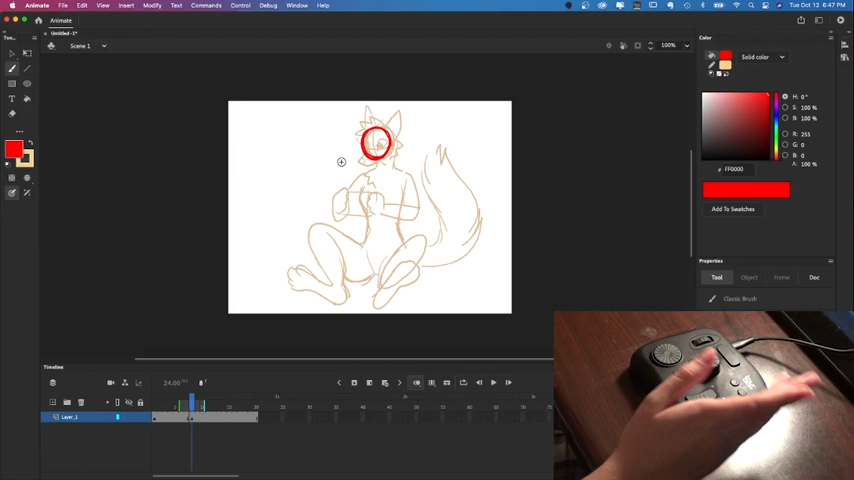 Animate File Edit View Insert Modify Text Commands Control Debug Window Help
Tue Oct 12 6:47 PM
Animate
Untitled-1*
Scene 1
100%
Color
Solid color
H: 0 °
S: 100 %
B: 100 %
R: 255
G: 0
B: 0
A: 100 %
# FF0000
Add To Swatches
Properties
Tool Object Frame Doc
Classic Brush
Timeline
24.00
Layer_1